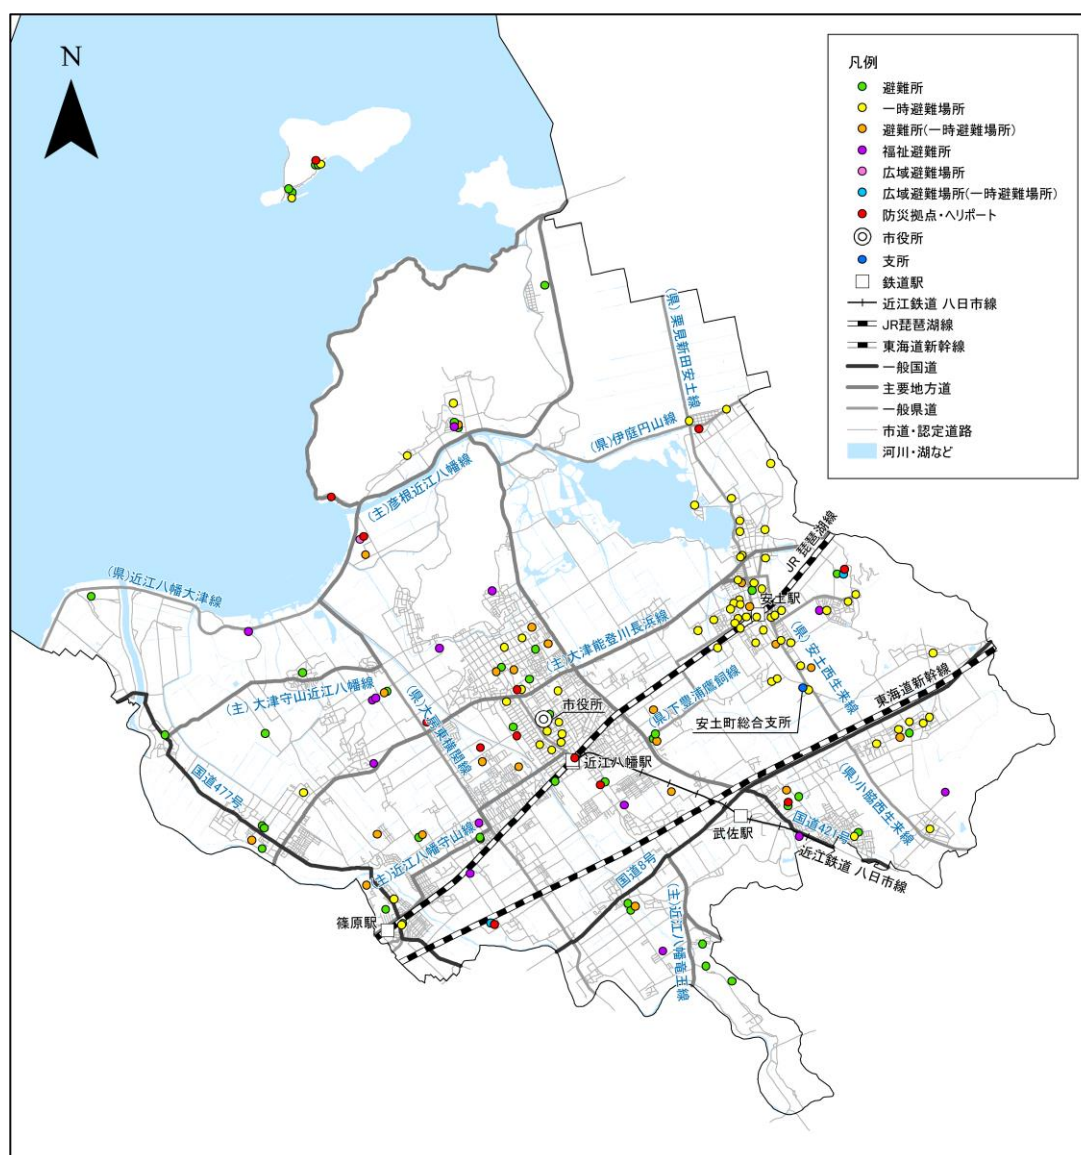 N
凡例
避難所
一時避難場所
避難所(一時避難場所)
福祉避難所
広域避難場所
広域避難場所(一時避難場所)
防災拠点・ヘリポート
市役所
支所
鉄道駅
近江鉄道 八日市線
JR琵琶湖線
東海道新幹線
一般国道
主要地方道
一般県道
市道・認定道路
河川・湖など
(県)栗見新田安土線
(県)伊庭円山線
(主)彦根近江八幡線
JR 琵琶湖線
(県)近江八幡大津線
安土駅
(主)大津能登川長浜線
(県)安土西生来線
(主)大津守山近江八幡線
(県)大房東横関線
市役所
(県)下豊浦鷹飼線
東海道新幹線
安土町総合支所
国道477号
近江八幡駅
(県)小脇西生来線
武佐駅
国道421号
(主)近江八幡守山線
国道8号
近江鉄道 八日市線
篠原駅
(主)近江八幡竜王線